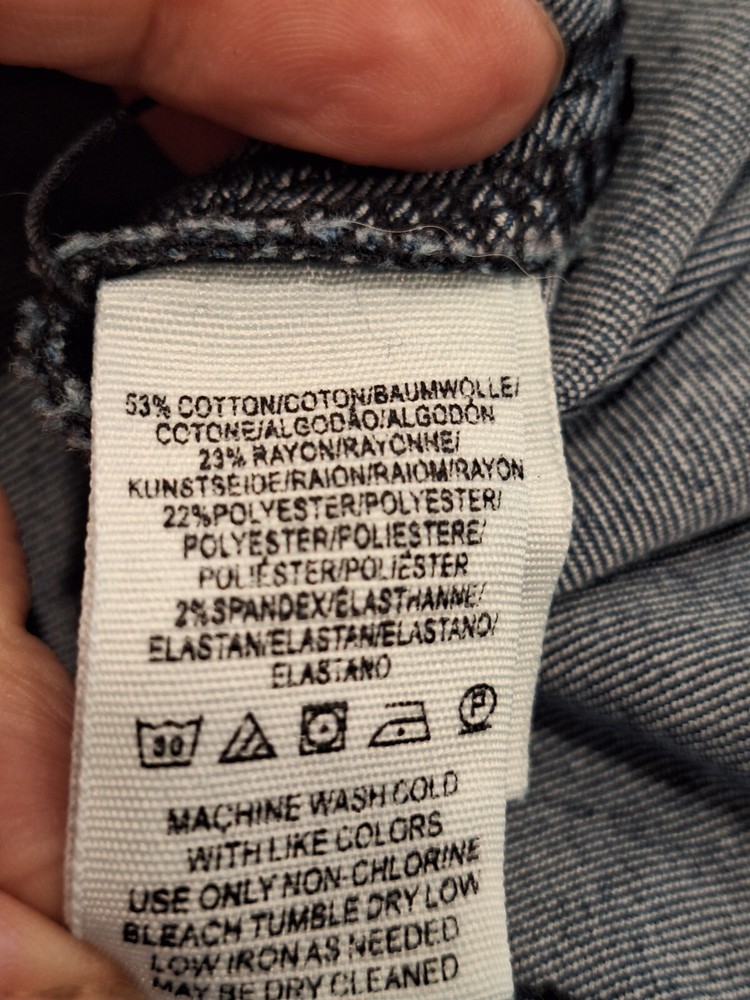 53% COTTON/COTON/BAUMWOLLE/
COTONE/ALGODÃO/ALGODÓN
23% RAYON/RAYONNE/
KUNSTSEIDE/RAION/RAIOM/RAYON
22%POLYESTER/POLYESTER/
POLYESTER/POLIESTERE/
POLIÉSTER/POLIÉSTER
2%SPANDEX/ÉLASTHANNE/
ELASTAN/ELASTAN/ELASTANO/
ELASTANO
30
P
MACHINE WASH COLD
WITH LIKE COLORS
USE ONLY NON-CHLORINE
BLEACH TUMBLE DRY LOW
LOW IRON AS NEEDED
MAY BE DRY CLEANED